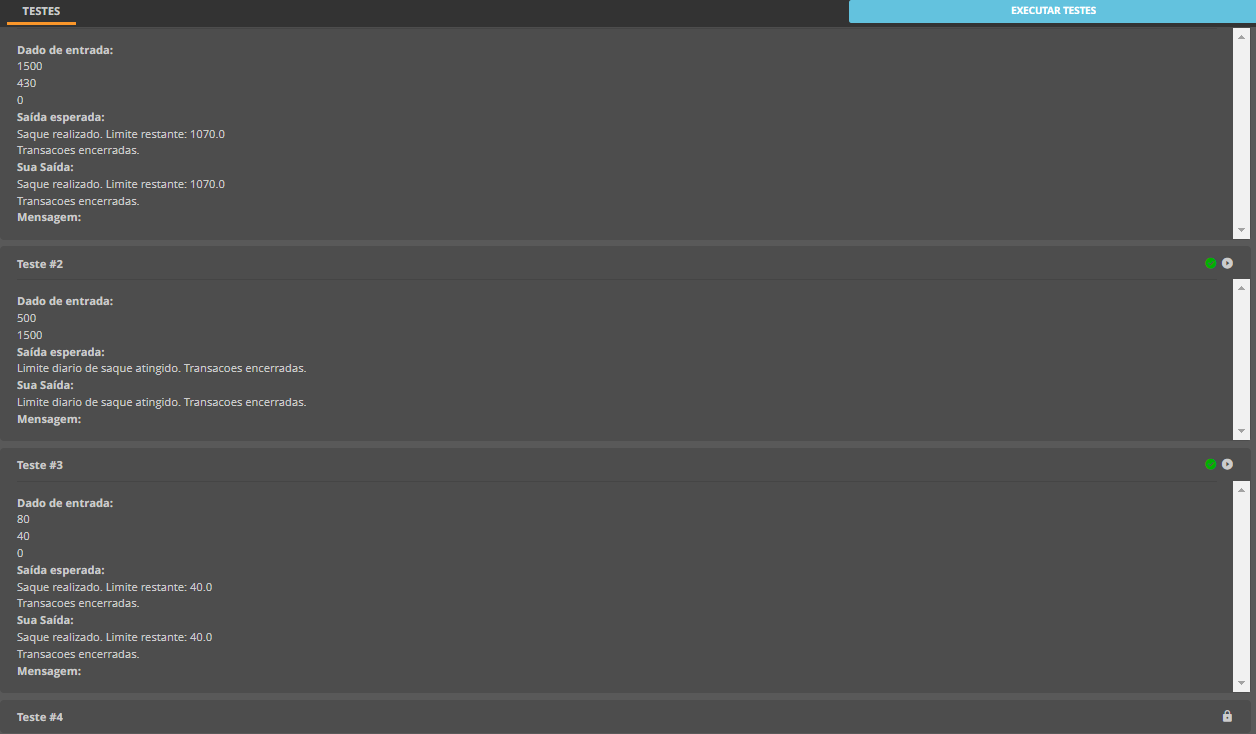 TESTES
EXECUTAR TESTES
Dado de entrada:
1500
430
0
Saída esperada:
Saque realizado. Limite restante: 1070.0
Transacoes encerradas.
Sua Saída:
Saque realizado. Limite restante: 1070.0
Transacoes encerradas.
Mensagem:
Teste #2
Dado de entrada:
500
1500
Saída esperada:
Limite diario de saque atingido. Transacoes encerradas.
Sua Saída:
Limite diario de saque atingido. Transacoes encerradas.
Mensagem:
Teste #3
Dado de entrada:
80
40
0
Saída esperada:
Saque realizado. Limite restante: 40.0
Transacoes encerradas.
Sua Saída:
Saque realizado. Limite restante: 40.0
Transacoes encerradas.
Mensagem:
Teste #4